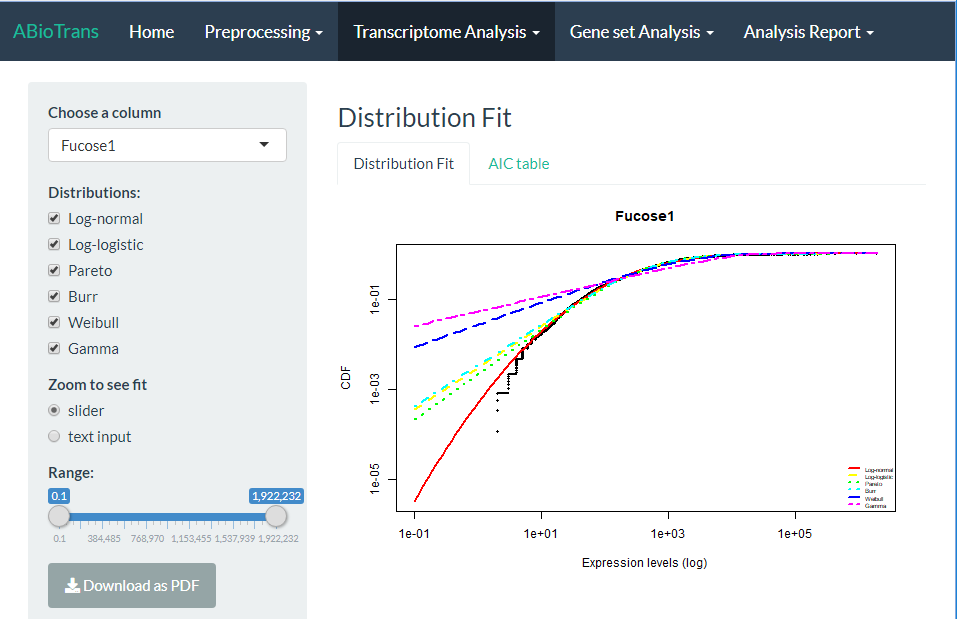 ABioTrans Home Preprocessing Transcriptome Analysis Gene set Analysis Analysis Report
Choose a column
Fucose1
Distributions:
Log-normal
Log-logistic
Pareto
Burr
Weibull
Gamma
Zoom to see fit
slider
text input
Range:
0.1 1,922,232
0.1 384,485 768,970 1,153,455 1,537,939 1,922,232
Download as PDF
Distribution Fit
Distribution Fit AIC table
Fucose1
CDF
1e-01
1e-03
1e-05
Log-normal
Log-logistic
Pareto
Burr
Weibull
Gamma
1e-01 1e+01 1e+03 1e+05
Expression levels (log)